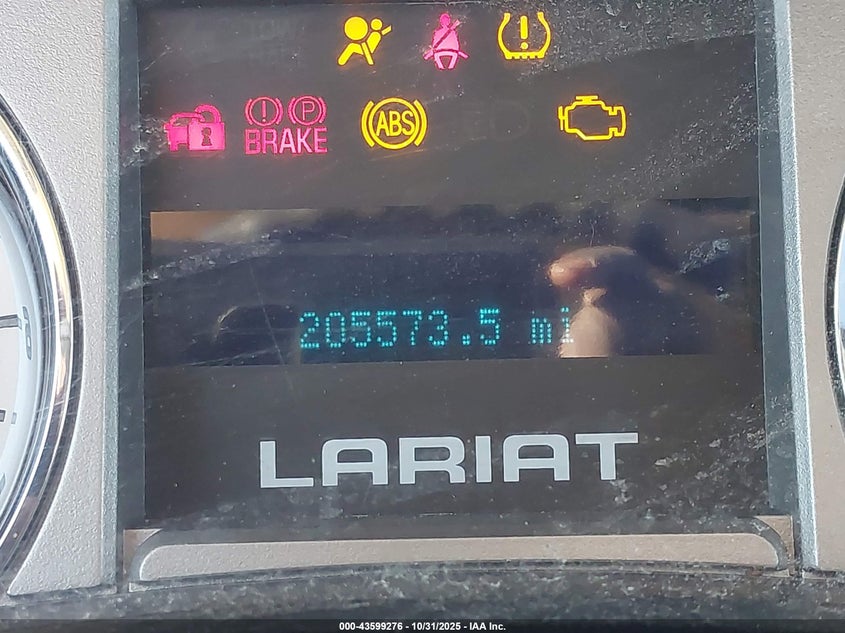 (!) (P)
BRAKE
ABS
205573.5 mi
LARIAT
000-43599276 - 10/31/2025 - IAA Inc.